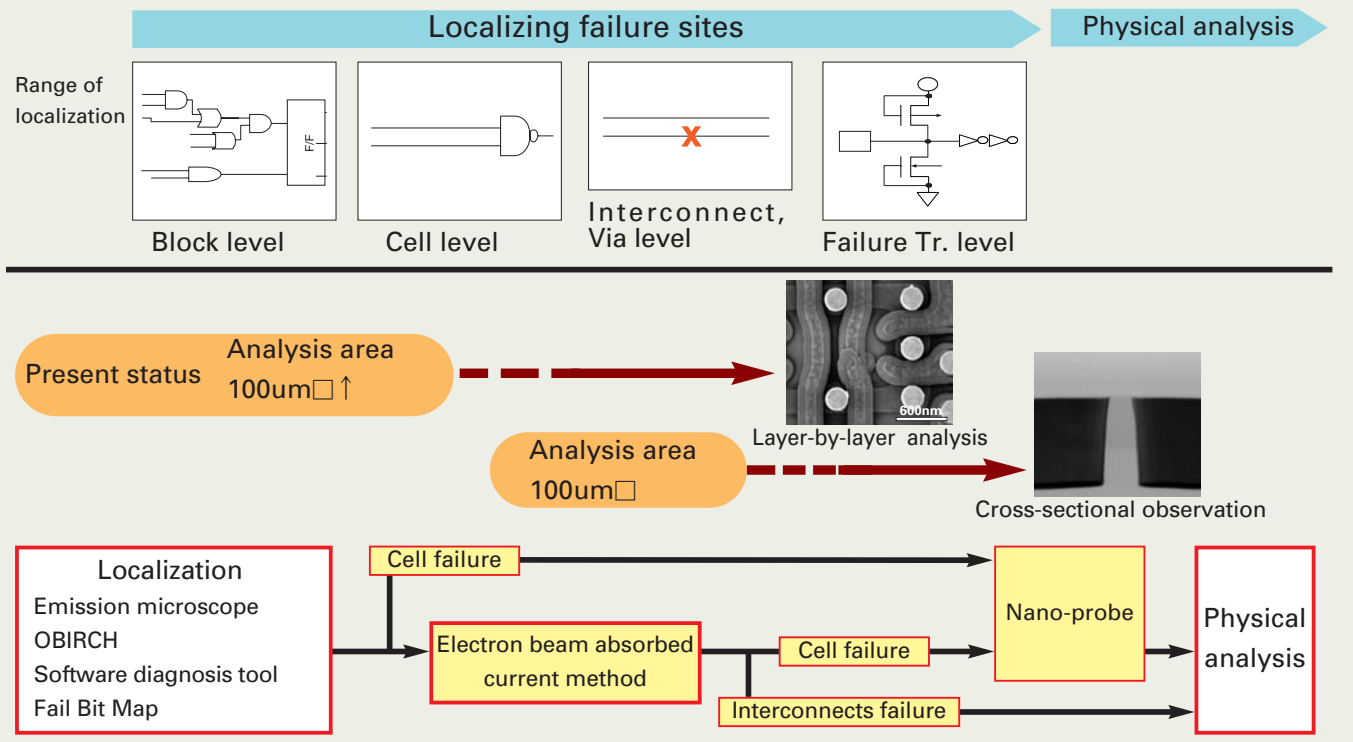 Localizing failure sites
Physical analysis
Range of
localization
F/F
Block level
Cell level
X
Interconnect,
Via level
Failure Tr. level
Present status
Analysis area
100um□↑
600nm
Layer-by-layer analysis
Analysis area
100um□
Cross-sectional observation
Localization
Emission microscope
OBIRCH
Software diagnosis tool
Fail Bit Map
Cell failure
Electron beam absorbed
current method
Cell failure
Interconnects failure
Nano-probe
Physical
analysis